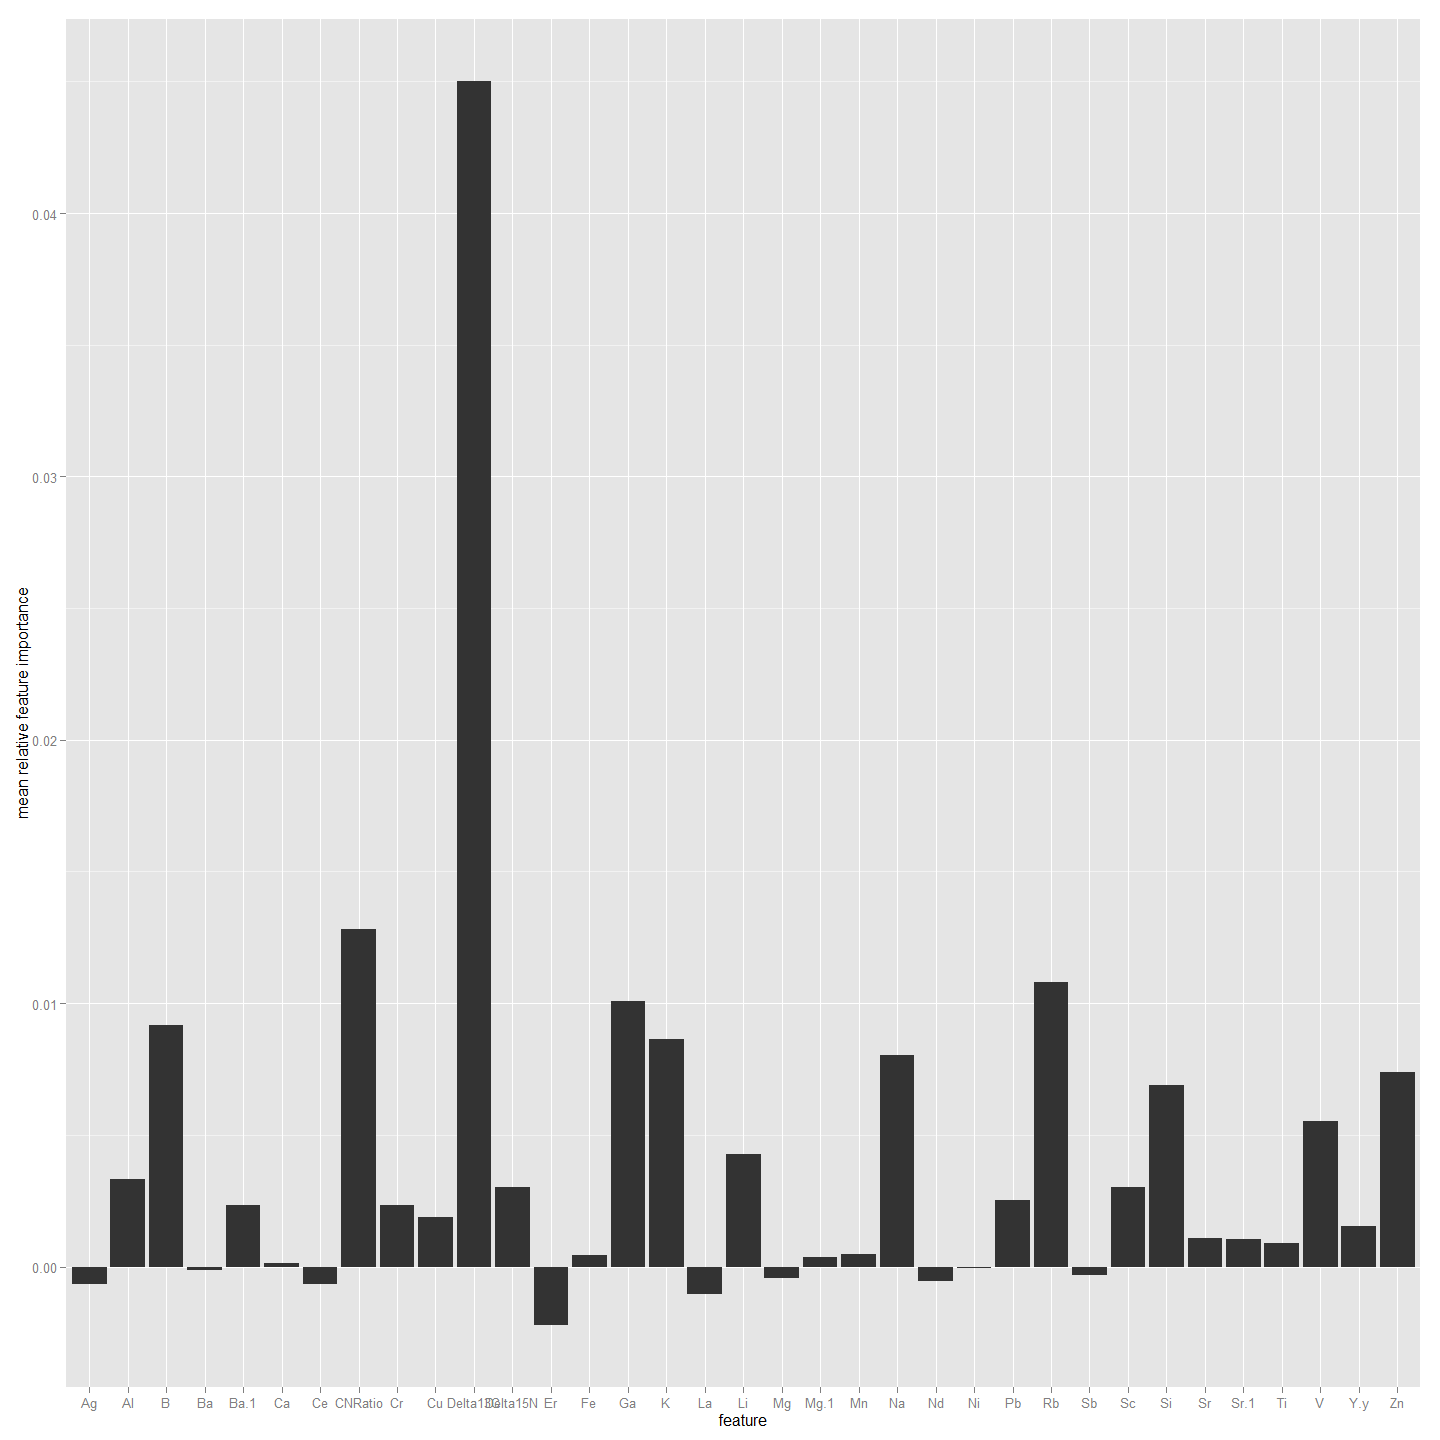 mean relative feature importance
0.04
0.03
0.02
0.01
0.00
Ag Al B Ba Ba.1 Ca Ce CNRatio Cr Cu Delta13C Delta15N Er Fe Ga K La Li Mg Mg.1 Mn Na Nd Ni Pb Rb Sb Sc Si Sr Sr.1 Ti V Y.y Zn
feature